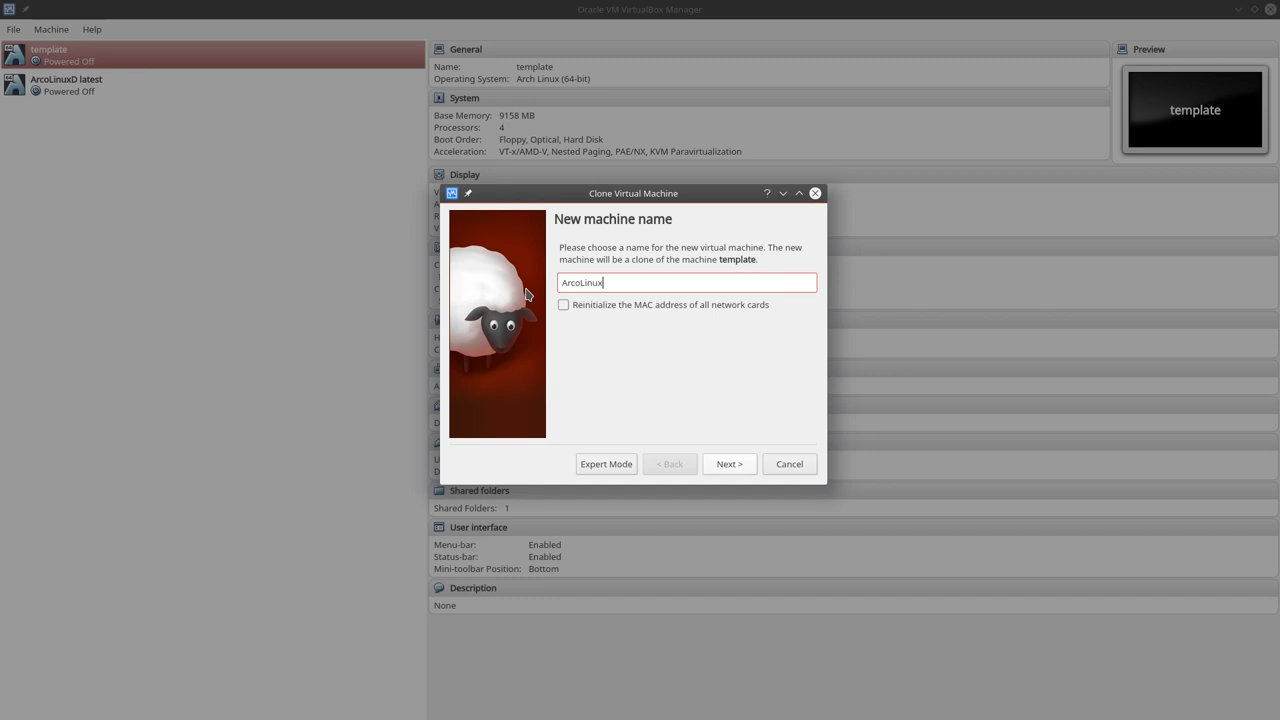 Oracle VM VirtualBox Manager
File Machine Help
template
Powered Off
ArcoLinuxD latest
Powered Off
General
Name: template
Operating System: Arch Linux (64-bit)
System
Base Memory: 9158 MB
Processors: 4
Boot Order: Floppy, Optical, Hard Disk
Acceleration: VT-x/AMD-V, Nested Paging, PAE/NX, KVM Paravirtualization
Display
Preview
template
Clone Virtual Machine
New machine name
Please choose a name for the new virtual machine. The new
machine will be a clone of the machine template.
ArcoLinux
Reinitialize the MAC address of all network cards
Expert Mode < Back Next > Cancel
Shared folders
Shared Folders: 1
User interface
Menu-bar: Enabled
Status-bar: Enabled
Mini-toolbar Position: Bottom
Description
None